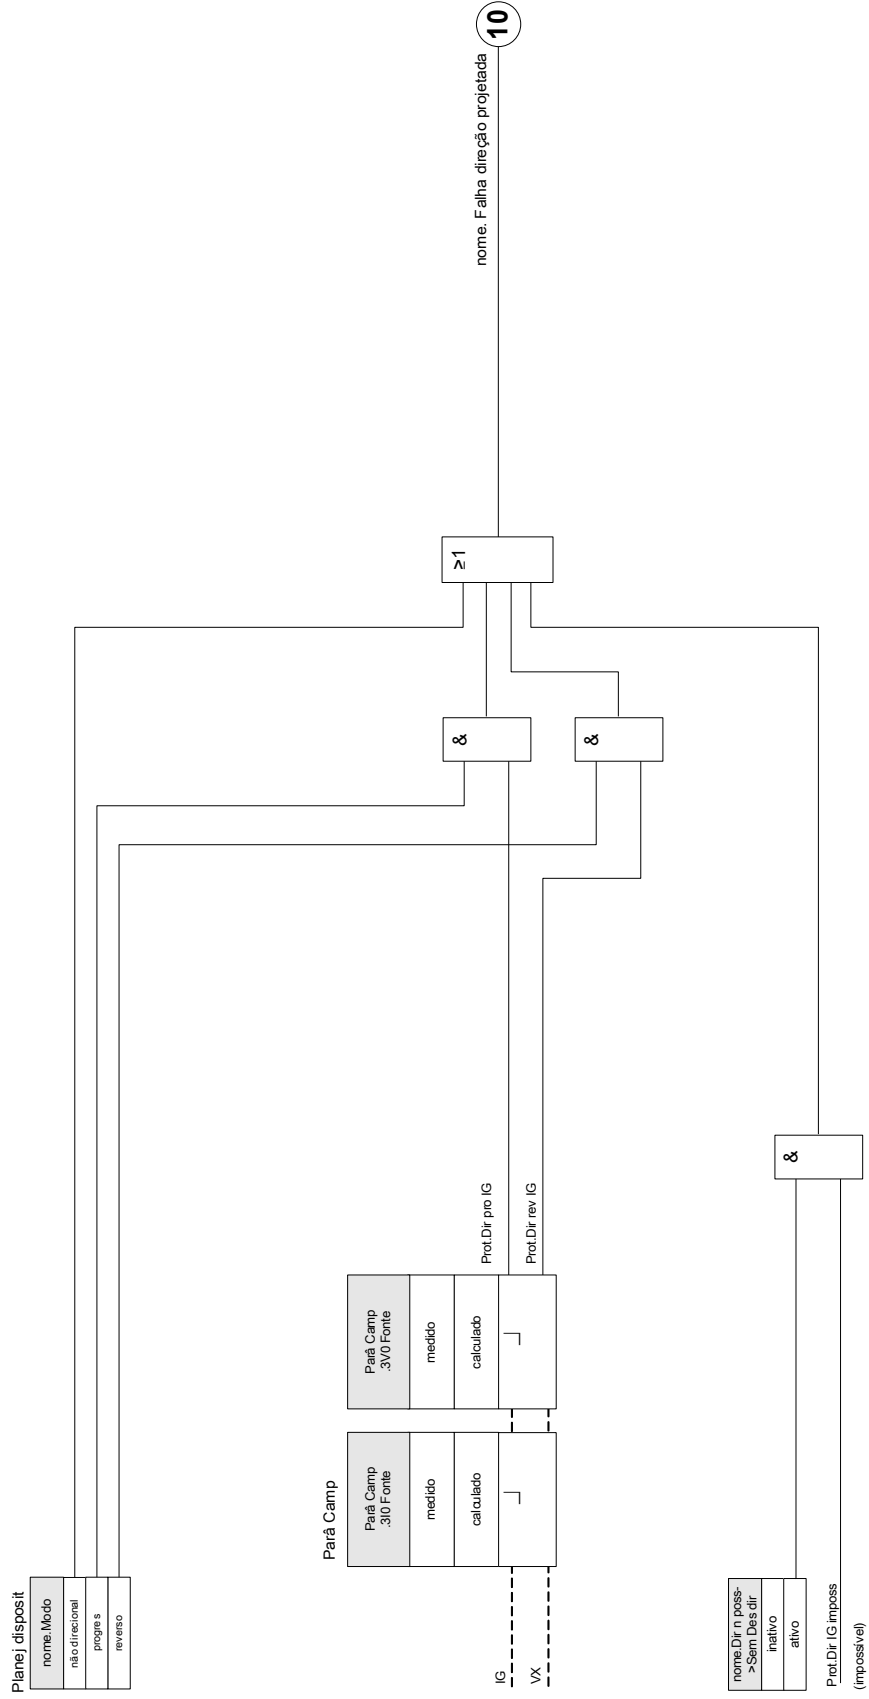 Planej disposit
nome.Modo
não direcional
progres
reverso
Parâ Camp
Parâ Camp
.3I0 Fonte
medido
calculado
Parâ Camp
.3V0 Fonte
medido
calculado
IG
VX
Prot.Dir pro IG
Prot.Dir rev IG
nome.Dir n poss-
>Sem Des dir
inativo
ativo
Prot.Dir IG imposs
(impossível)
&
&
&
≥1
nome. Falha direção projetada
10